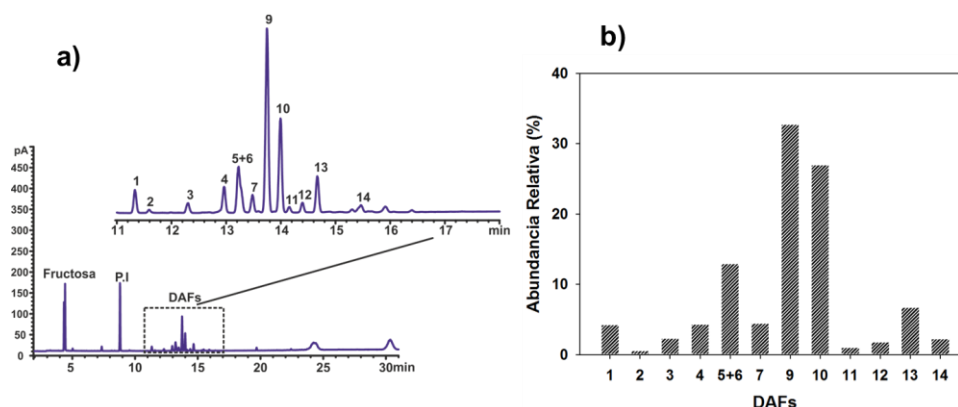 a)
9
10
5+6
13
4
1
7
3
12
11
2
14
11 12 13 14 15 16 17 min
pA
450
400
350
300
250
200
150
100
50
0
Fructosa
P.I
DAFs
5 10 15 20 25 30min
b)
Abundancia Relativa (%)
40
30
20
10
0
1 2 3 4 5+6 7 9 10 11 12 13 14
DAFs